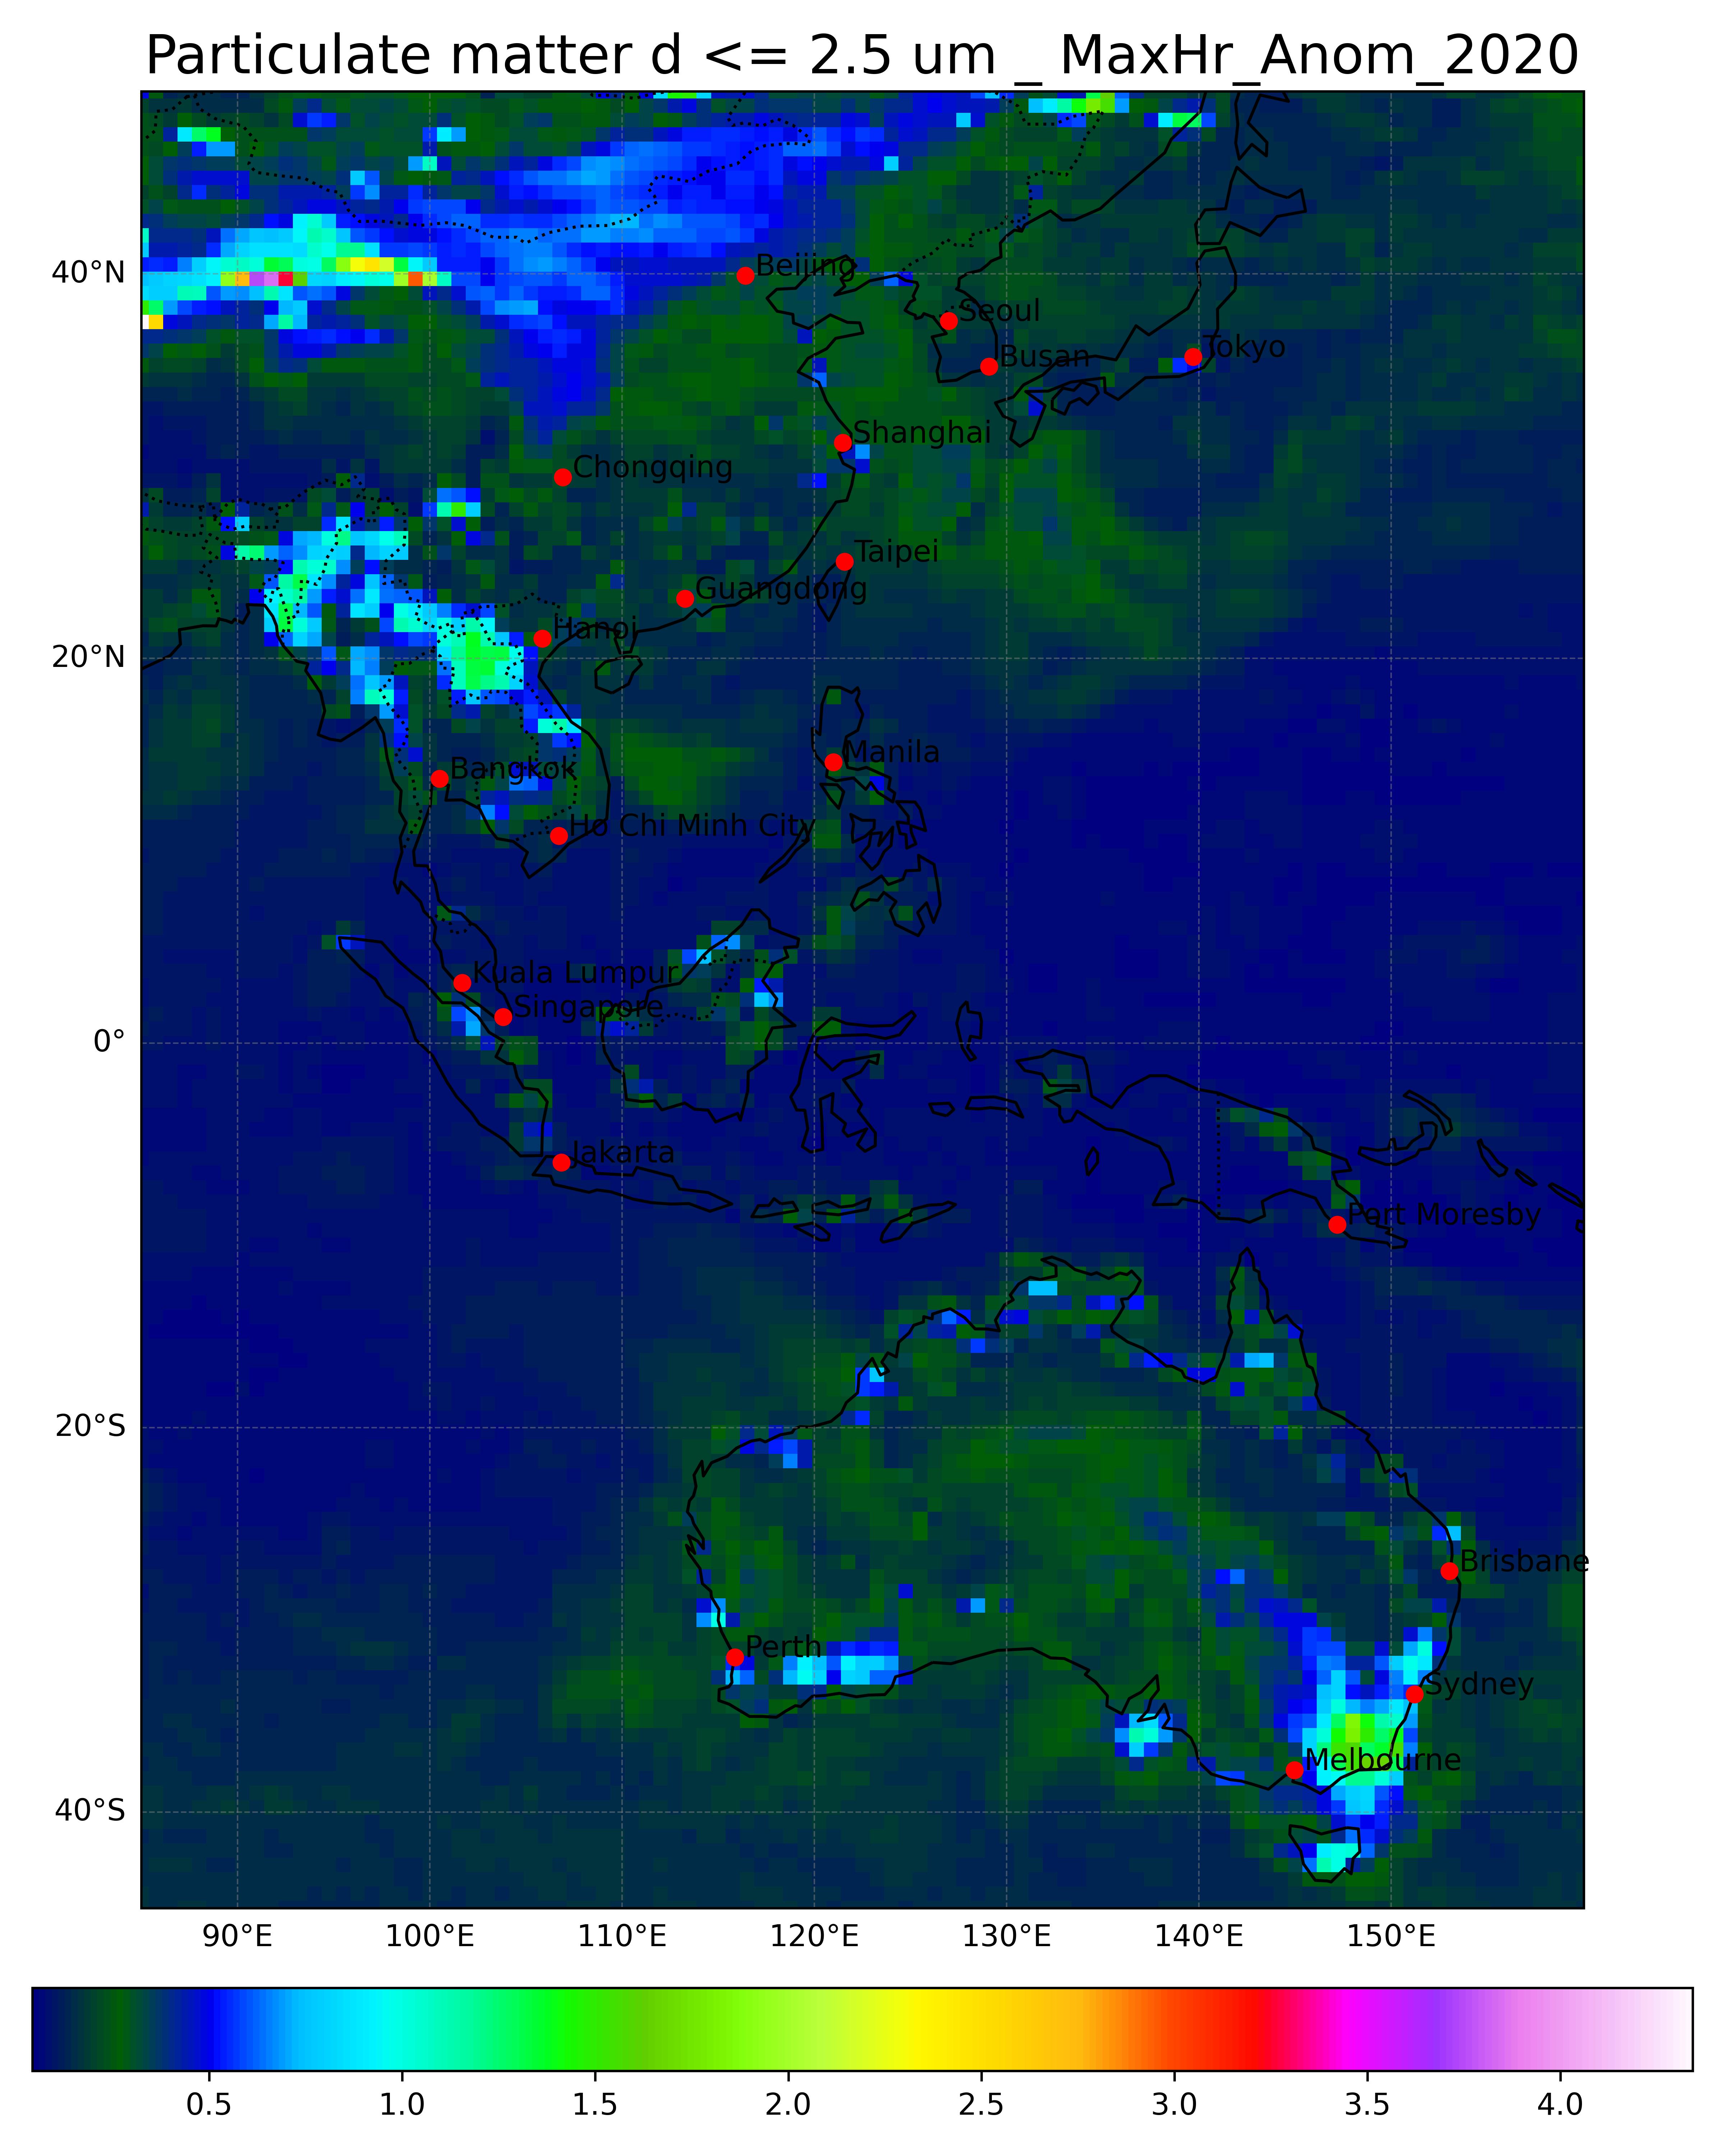 Particulate matter d <= 2.5 um _ MaxHr_Anom_2020
40°N
Beijing
Seoul
Busan
Tokyo
Shanghai
Chongqing
Taipei
Guangdong
Hanoi
20°N
Manila
Bangkok
Ho Chi Minh City
Kuala Lumpur
Singapore
0°
Jakarta
Port Moresby
20°S
Brisbane
Perth
Sydney
Melbourne
40°S
90°E 100°E 110°E 120°E 130°E 140°E 150°E
0.5 1.0 1.5 2.0 2.5 3.0 3.5 4.0